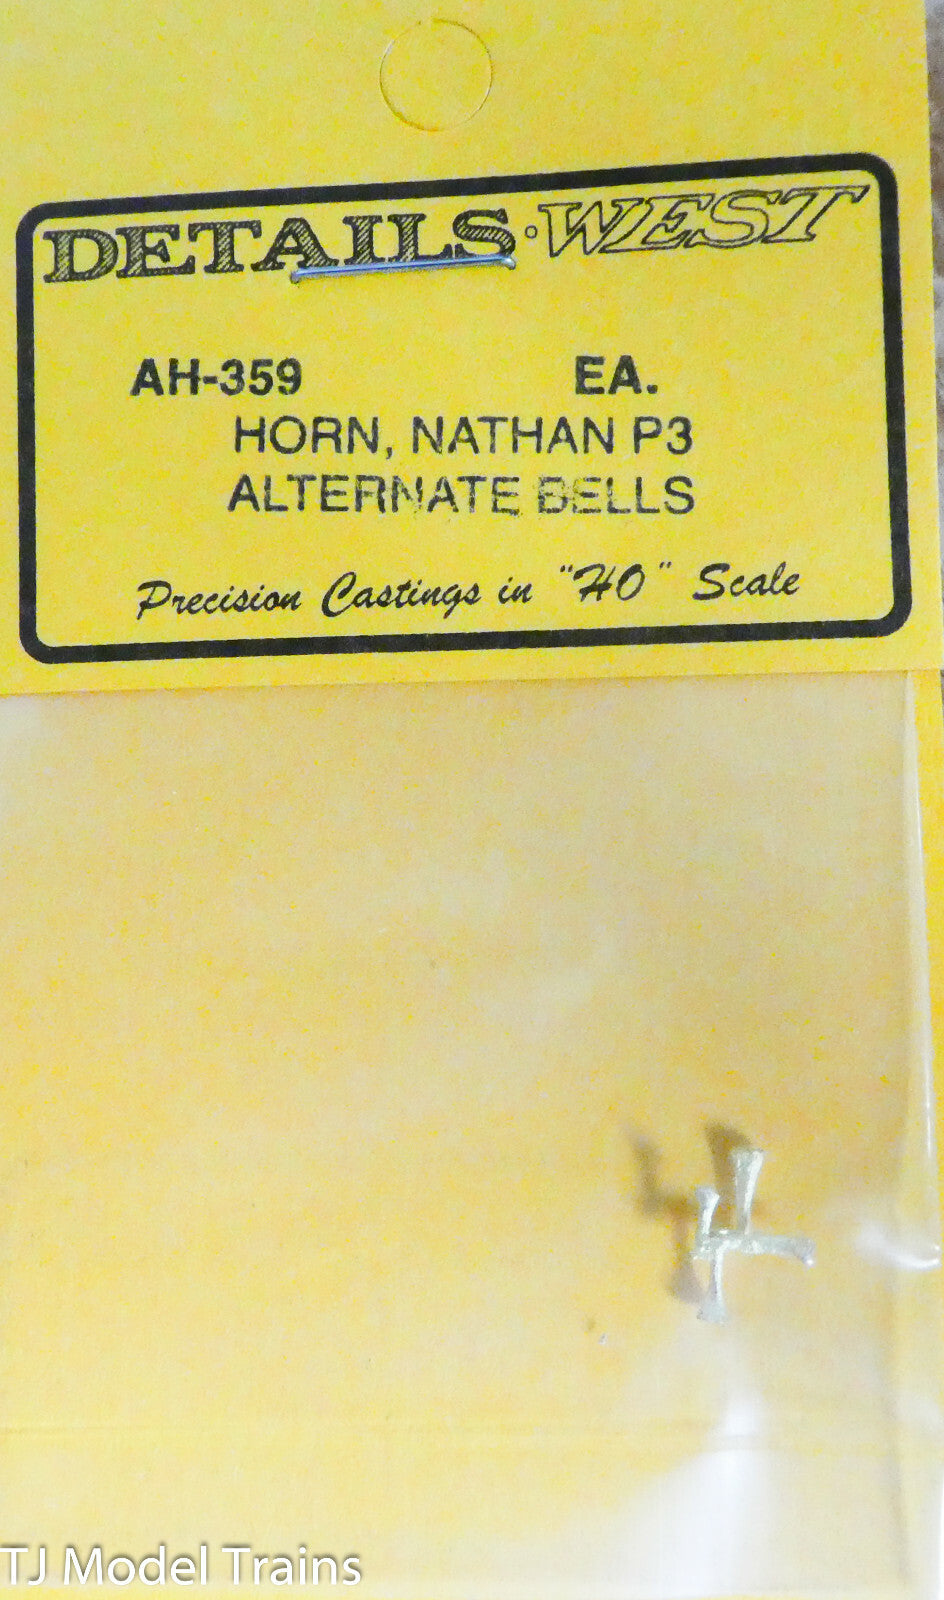 DETAILS WEST
AH-359 EA.
HORN, NATHAN P3
ALTERNATE BELLS
Precision Castings in "HO" Scale
TJ Model Trains